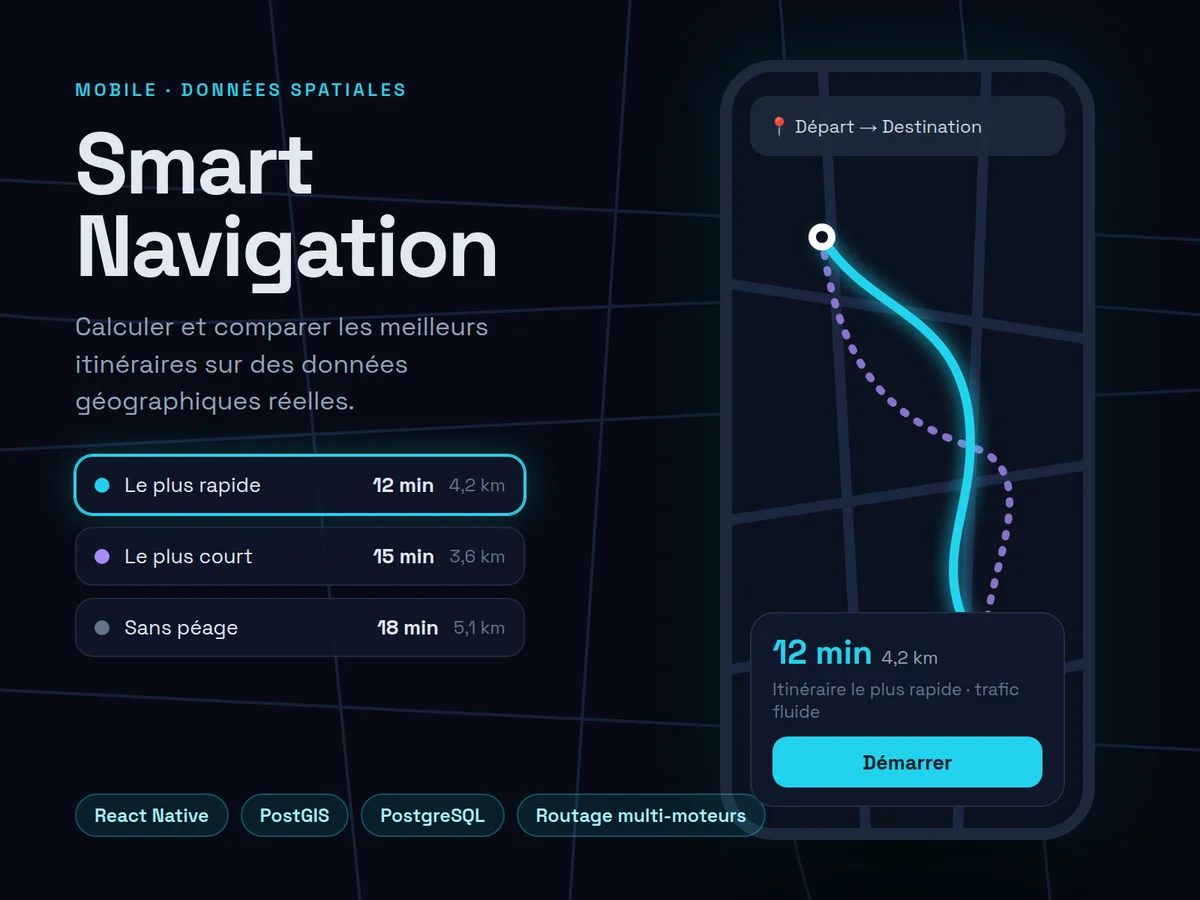 MOBILE · DONNÉES SPATIALES
Smart
Navigation
Calculer et comparer les meilleurs
itinéraires sur des données
géographiques réelles.
Le plus rapide 12 min 4,2 km
Le plus court 15 min 3,6 km
Sans péage 18 min 5,1 km
React Native PostGIS PostgreSQL Routage multi-moteurs
📍 Départ → Destination
12 min 4,2 km
Itinéraire le plus rapide · trafic
fluide
Démarrer